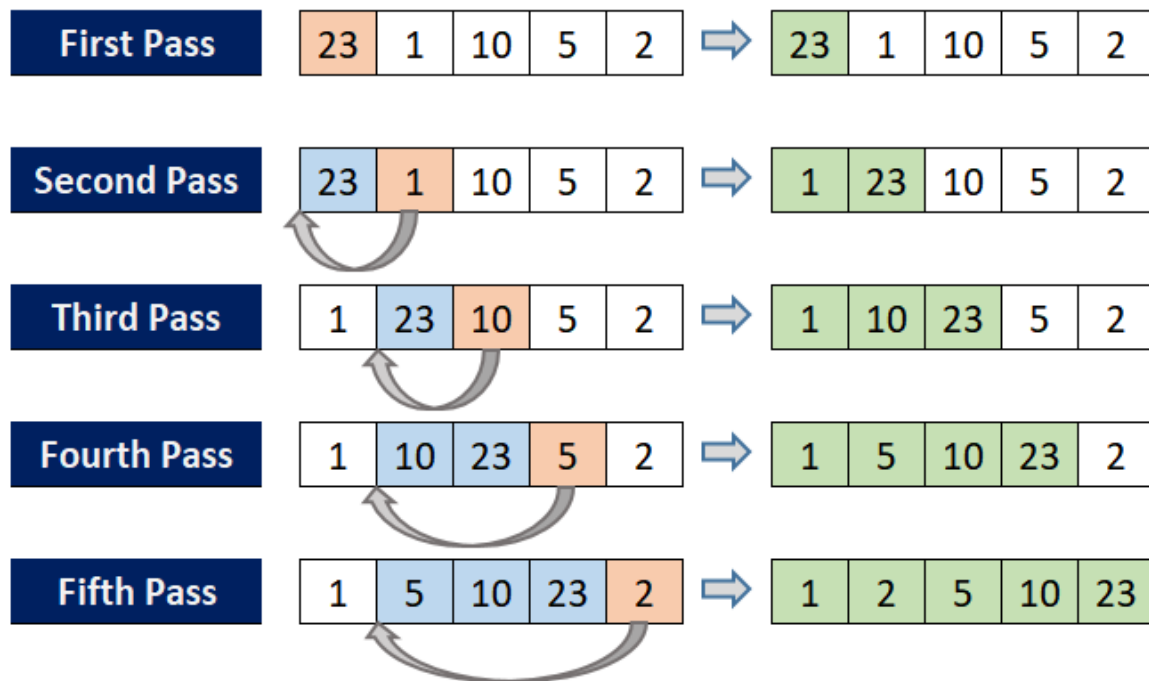 First Pass 23 1 10 5 2 23 1 10 5 2
Second Pass 23 1 10 5 2 1 23 10 5 2
Third Pass 1 23 10 5 2 1 10 23 5 2
Fourth Pass 1 10 23 5 2 1 5 10 23 2
Fifth Pass 1 5 10 23 2 1 2 5 10 23